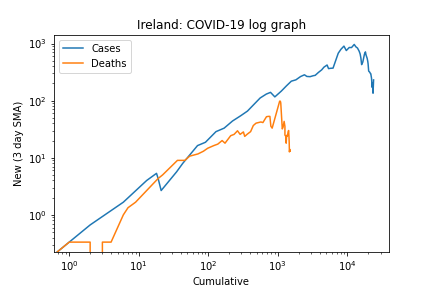 Ireland: COVID-19 log graph
Cases
Deaths
New (3 day SMA)
10³
10²
10¹
10⁰
10⁰ 10¹ 10² 10³ 10⁴
Cumulative